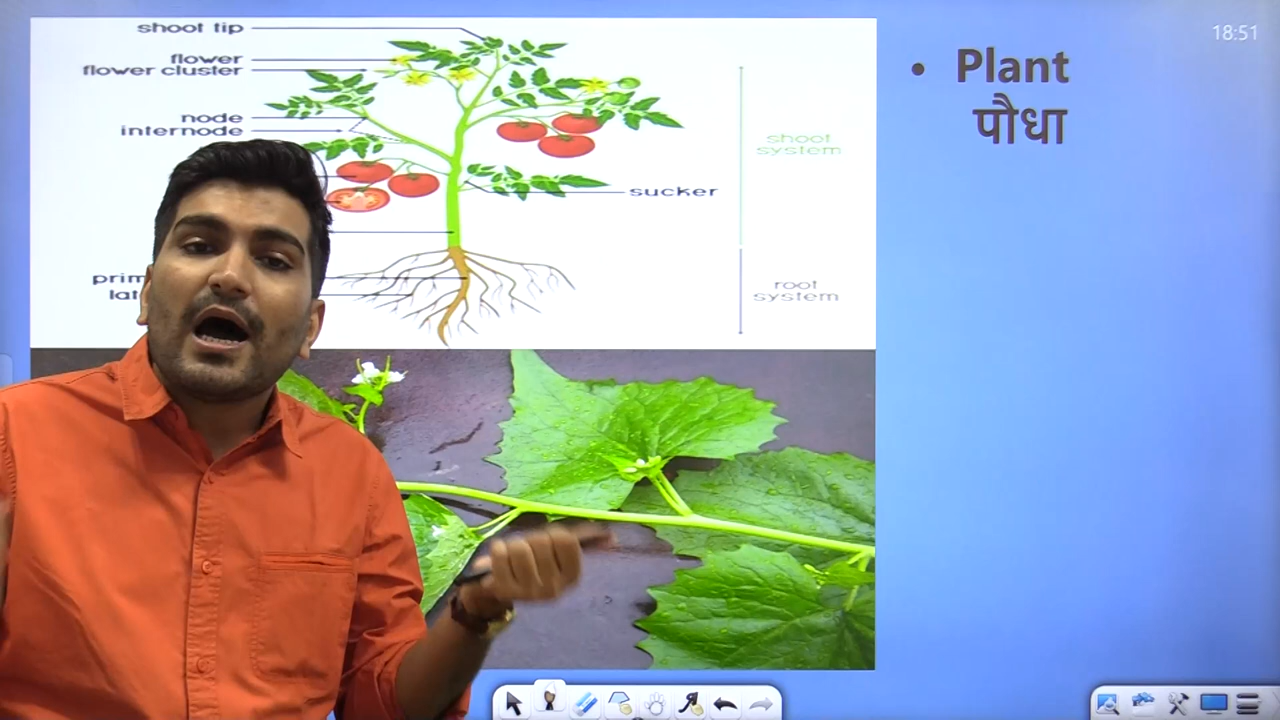 18:51
shoot tip
flower
flower cluster
node
internode
sucker
shoot
system
root
system
• Plant
पौधा